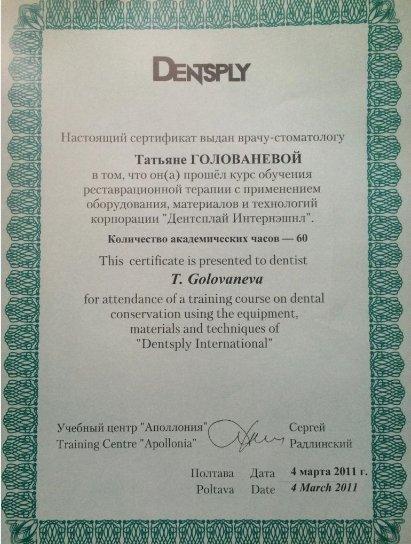 DENTSPLY
Настоящий сертификат выдан врачу-стоматологу
Татьяне ГОЛОВАНЕВОЙ
в том, что он(а) прошёл курс обучения
реставрационной терапии с применением
оборудования, материалов и технологий
корпорации "Дентсплай Интернэшнл".
Количество академических часов — 60
This certificate is presented to dentist
T. Golovaneva
for attendance of a training course on dental
conservation using the equipment,
materials and techniques of
"Dentsply International"
Учебный центр "Аполлония" Сергей
Training Centre "Apollonia" Радлинский
Полтава Дата 4 марта 2011 г.
Poltava Date 4 March 2011